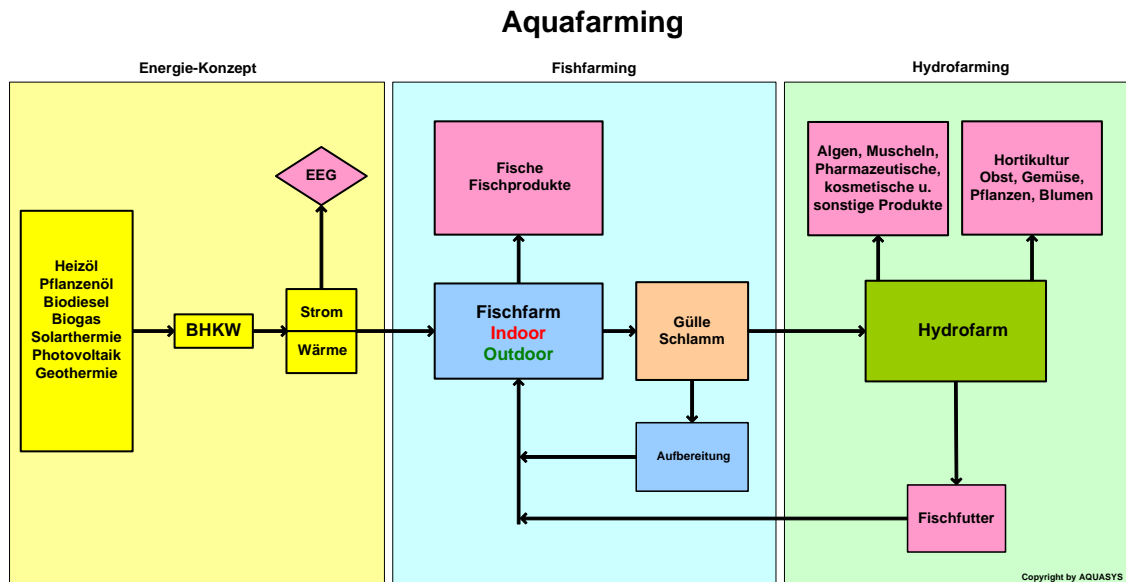 Aquafarming
Energie-Konzept
Fishfarming
Hydrofarming
Heizöl
Pflanzenöl
Biodiesel
Biogas
Solarthermie
Photovoltaik
Geothermie
BHKW
EEG
Strom
Wärme
Fische
Fischprodukte
Fischfarm
Indoor
Outdoor
Gülle
Schlamm
Aufbereitung
Algen, Muscheln,
Pharmazeutische,
kosmetische u.
sonstige Produkte
Hortikultur
Obst, Gemüse,
Pflanzen, Blumen
Hydrofarm
Fischfutter
Copyright by AQUASYS